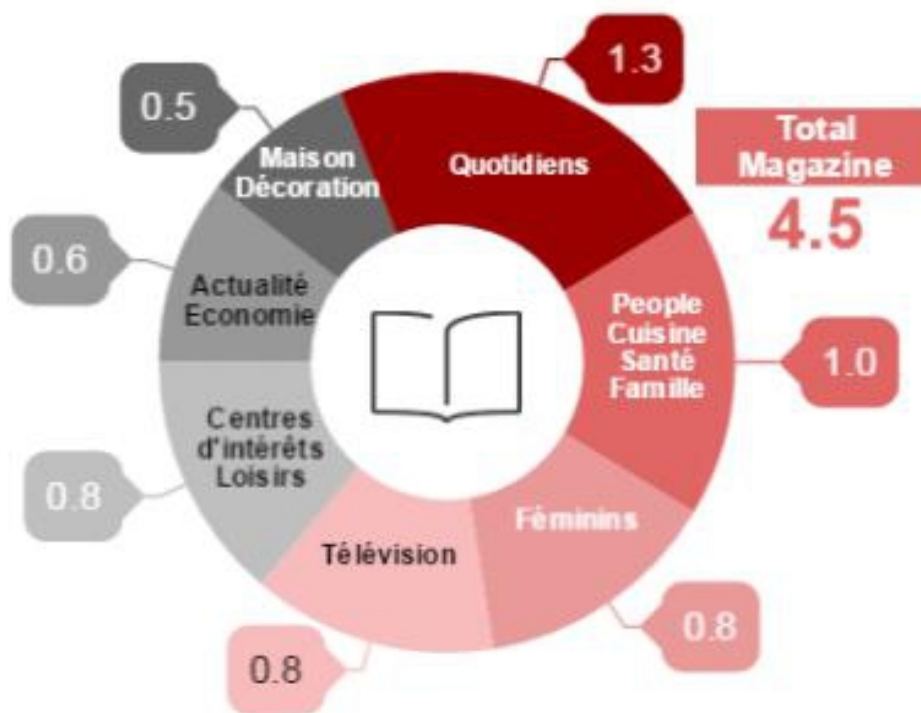 1.3
Quotidiens
Total
Magazine
4.5
People
Cuisine
Santé
Famille
1.0
Féminins
0.8
Télévision
0.8
Centres
d'intérêts
Loisirs
0.8
Actualité
Economie
0.6
Maison
Décoration
0.5